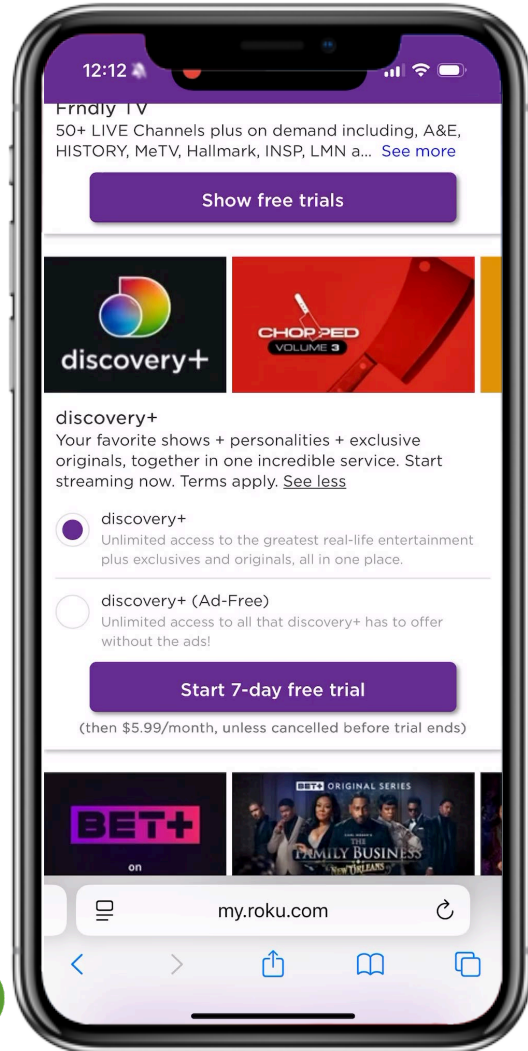 12:12
Frndly TV
50+ LIVE Channels plus on demand including, A&E,
HISTORY, MeTV, Hallmark, INSP, LMN a... See more
Show free trials
discovery+
CHOPPED
VOLUME 3
discovery+
Your favorite shows + personalities + exclusive
originals, together in one incredible service. Start
streaming now. Terms apply. See less
discovery+
Unlimited access to the greatest real-life entertainment
plus exclusives and originals, all in one place.
discovery+ (Ad-Free)
Unlimited access to all that discovery+ has to offer
without the ads!
Start 7-day free trial
(then $5.99/month, unless cancelled before trial ends)
BET+
on
BET+ ORIGINAL SERIES
THE
FAMILY BUSINESS
NEW ORLEANS
my.roku.com